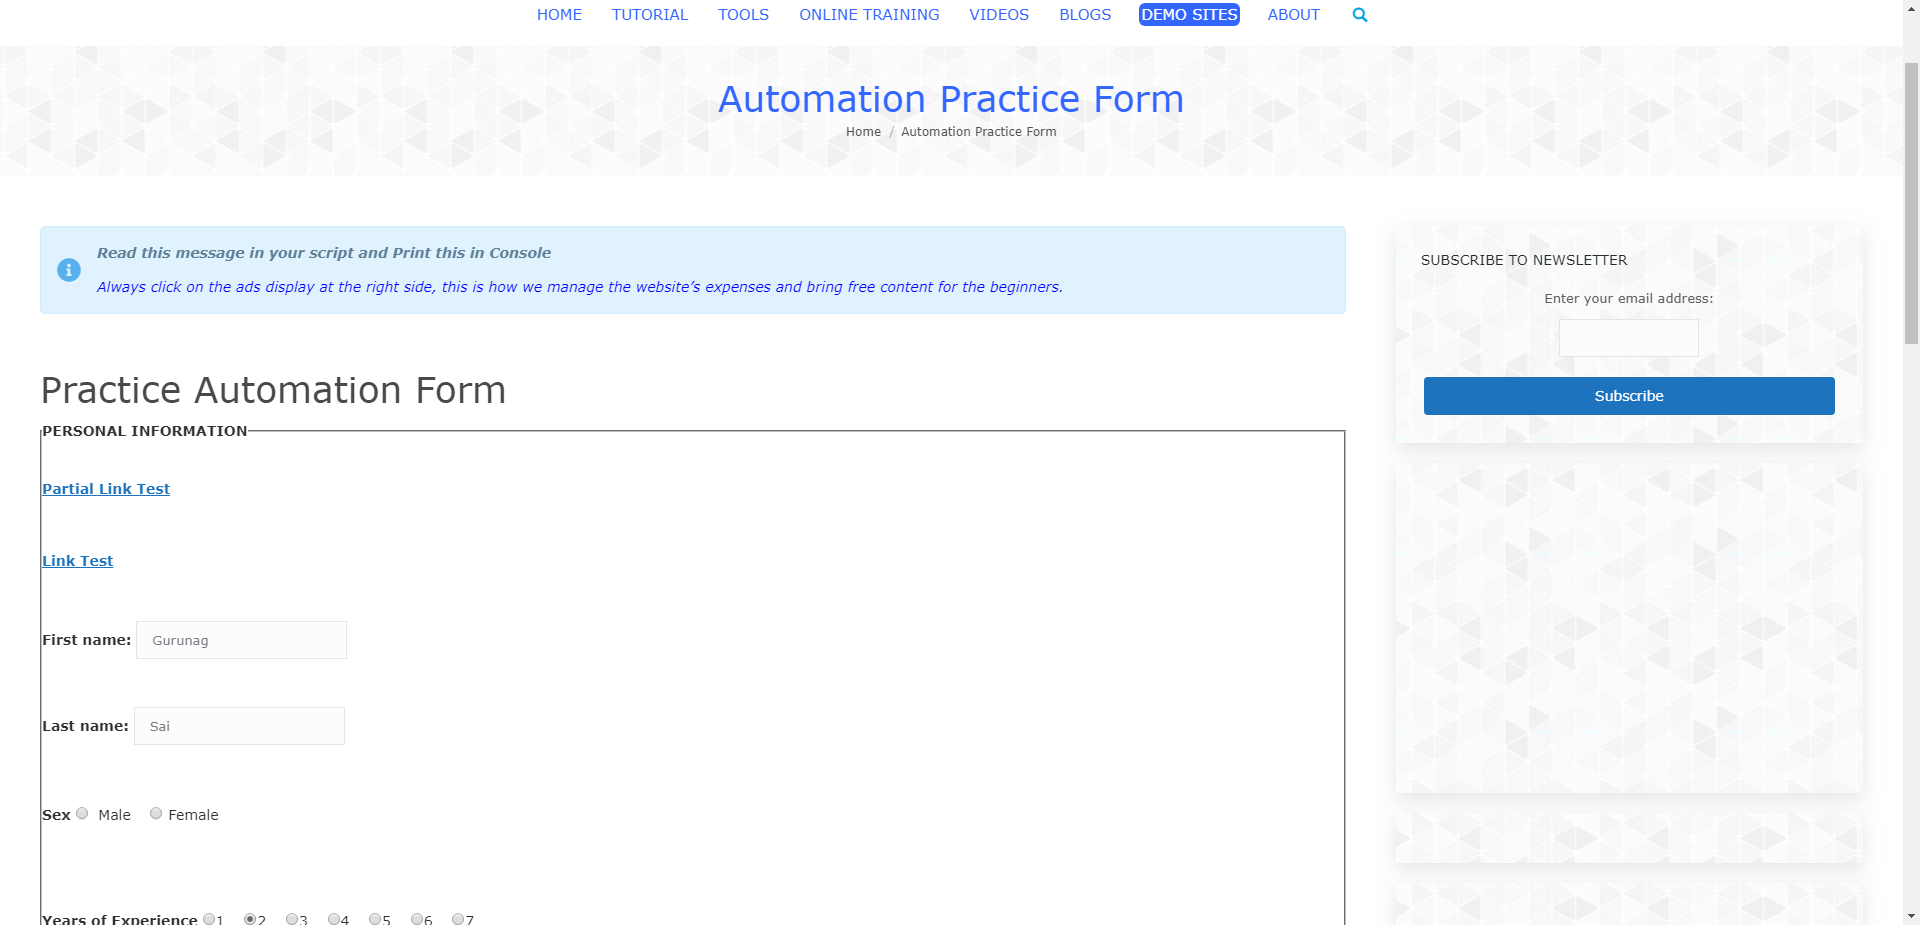 HOME TUTORIAL TOOLS ONLINE TRAINING VIDEOS BLOGS DEMO SITES ABOUT
Automation Practice Form
Home / Automation Practice Form
Read this message in your script and Print this in Console
Always click on the ads display at the right side, this is how we manage the website’s expenses and bring free content for the beginners.
Practice Automation Form
PERSONAL INFORMATION
Partial Link Test
Link Test
First name: Gurunag
Last name: Sai
Sex Male Female
Years of Experience 1 2 3 4 5 6 7
SUBSCRIBE TO NEWSLETTER
Enter your email address:
Subscribe